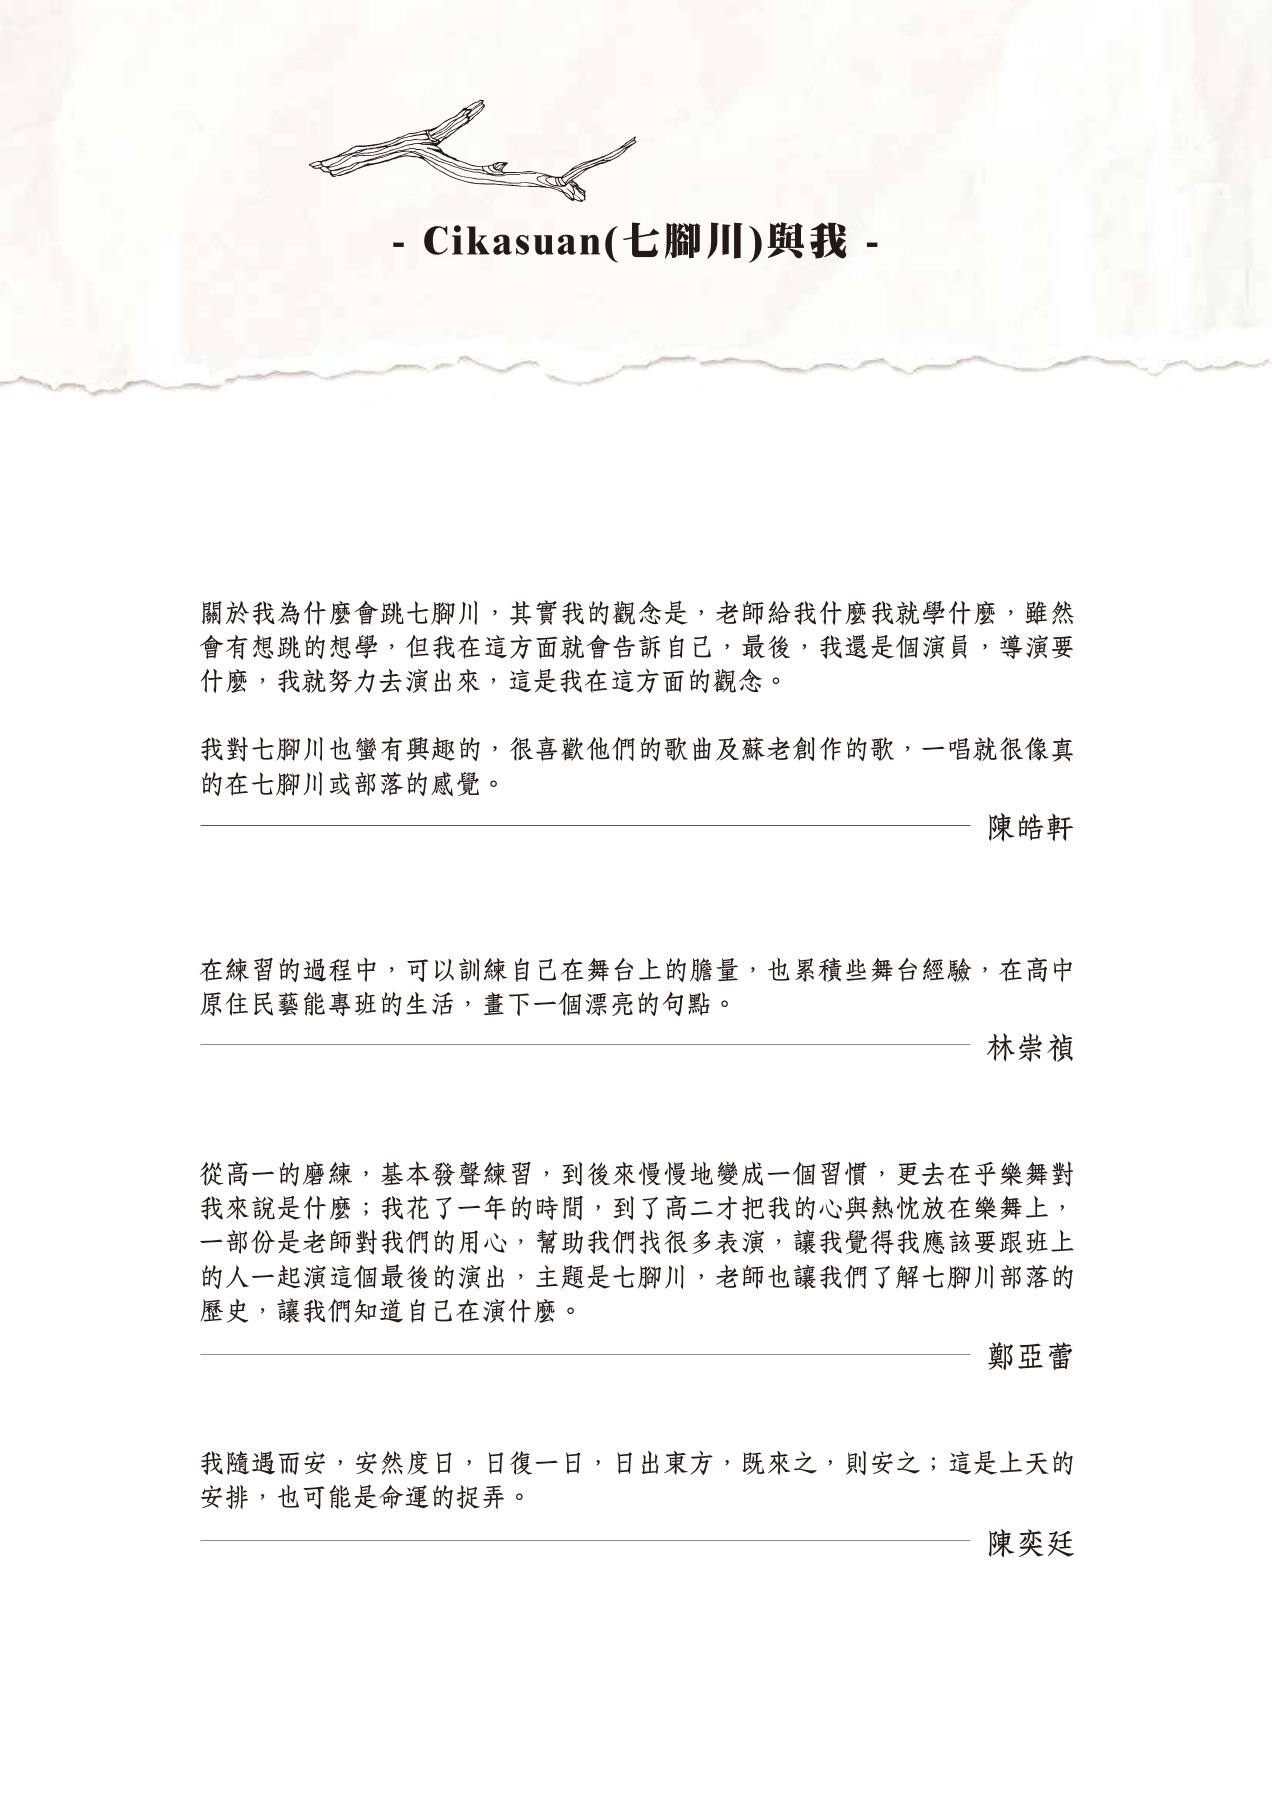 - Cikasuan(七腳川)與我 -
關於我為什麼會跳七腳川，其實我的觀念是，老師給我什麼我就學什麼，雖然
會有想跳的想學，但我在這方面就會告訴自己，最後，我還是個演員，導演要
什麼，我就努力去演出來，這是我在這方面的觀念。
我對七腳川也蠻有興趣的，很喜歡他們的歌曲及蘇老創作的歌，一唱就很像真
的在七腳川或部落的感覺。
陳皓軒
在練習的過程中，可以訓練自己在舞台上的膽量，也累積些舞台經驗，在高中
原住民藝能專班的生活，畫下一個漂亮的句點。
林崇禎
從高一的磨練，基本發聲練習，到後來慢慢地變成一個習慣，更去在乎樂舞對
我來說是什麼；我花了一年的時間，到了高二才把我的心與熱忱放在樂舞上，
一部份是老師對我們的用心，幫助我們找很多表演，讓我覺得我應該要跟班上
的人一起演這個最後的演出，主題是七腳川，老師也讓我們了解七腳川部落的
歷史，讓我們知道自己在演什麼。
鄭亞蕾
我隨遇而安，安然度日，日復一日，日出東方，既來之，則安之；這是上天的
安排，也可能是命運的捉弄。
陳奕廷